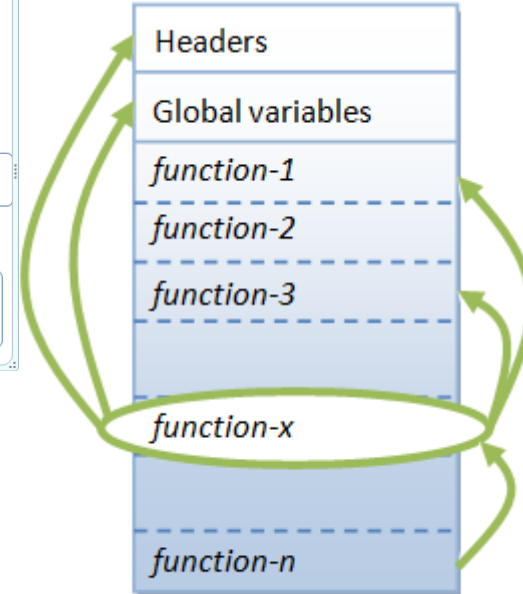 Headers
Global variables
function-1
function-2
function-3
function-x
function-n